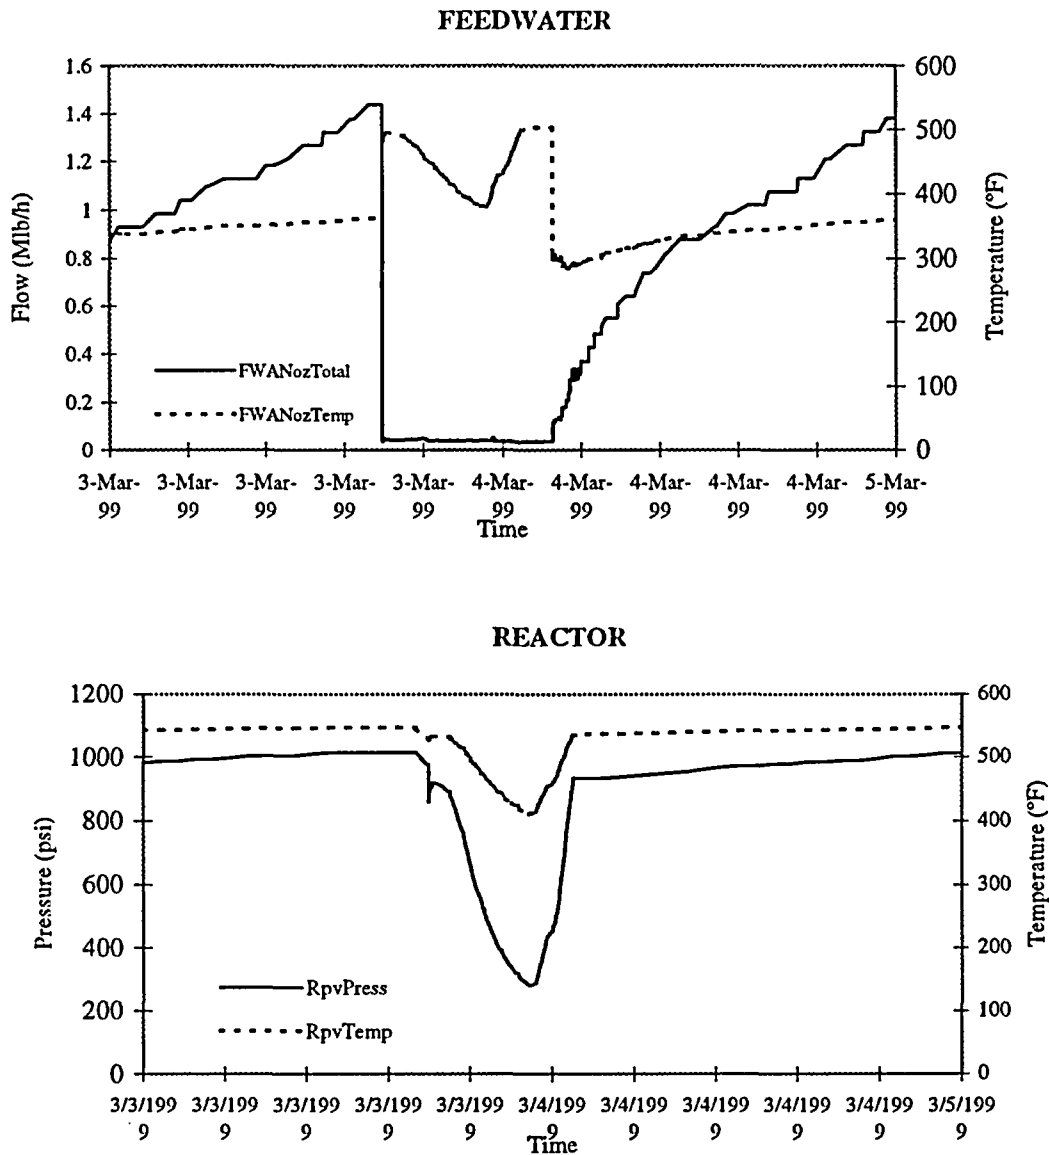 FEEDWATER
1.6
1.4
1.2
1
0.8
0.6
0.4
0.2
0
Flow (Mlb/h)
600
500
400
300
200
100
0
Temperature (°F)
FWANozTotal
FWANozTemp
3-Mar- 3-Mar- 3-Mar- 3-Mar- 3-Mar- 4-Mar- 4-Mar- 4-Mar- 4-Mar- 4-Mar- 5-Mar-
99 99 99 99 99 99 99 99 99 99 99
Time
REACTOR
1200
1000
800
600
400
200
0
Pressure (psi)
600
500
400
300
200
100
0
Temperature (°F)
RpvPress
RpvTemp
3/3/199 3/3/199 3/3/199 3/3/199 3/3/199 3/4/199 3/4/199 3/4/199 3/4/199 3/4/199 3/5/199
9 9 9 9 9 9 9 9 9 9 9
Time